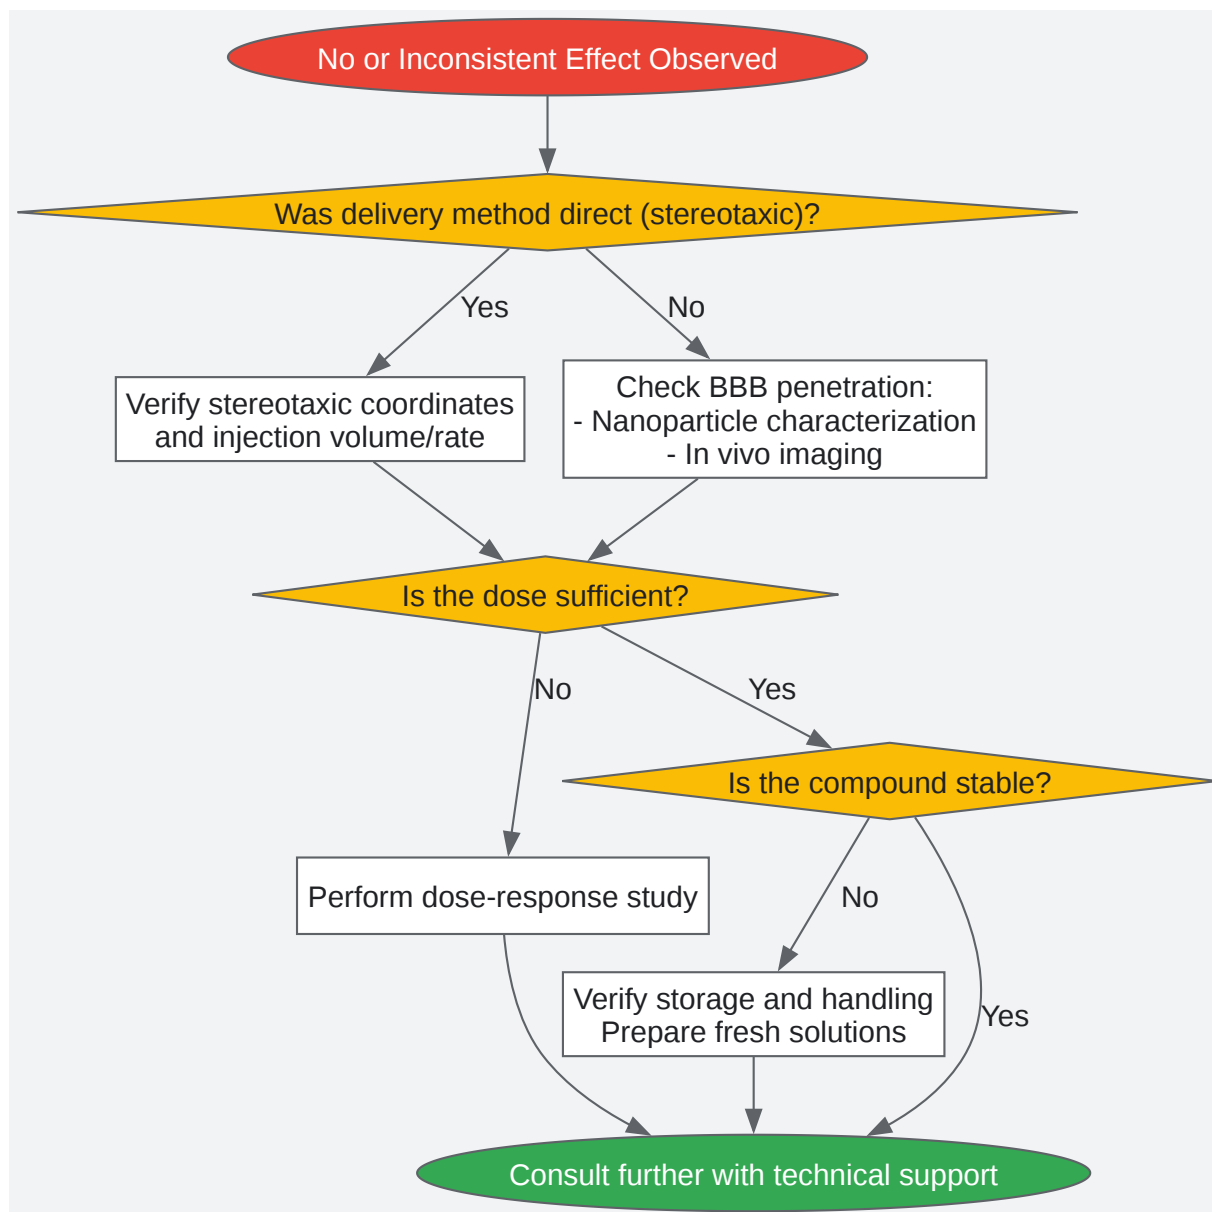 No or Inconsistent Effect Observed
Was delivery method direct (stereotaxic)?
Yes
No
Verify stereotaxic coordinates
and injection volume/rate
Check BBB penetration:
- Nanoparticle characterization
- In vivo imaging
Is the dose sufficient?
No
Yes
Is the compound stable?
Perform dose-response study
No
Verify storage and handling
Prepare fresh solutions
Yes
Consult further with technical support